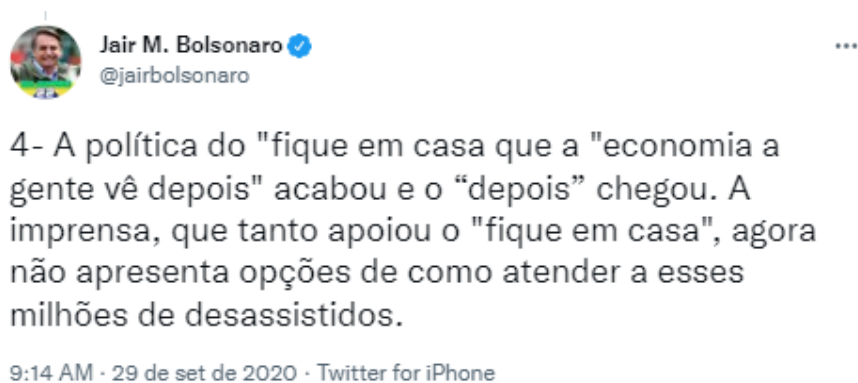 Jair M. Bolsonaro
@jairbolsonaro
4- A política do "fique em casa que a "economia a
gente vê depois" acabou e o “depois” chegou. A
imprensa, que tanto apoiou o "fique em casa", agora
não apresenta opções de como atender a esses
milhões de desassistidos.
9:14 AM · 29 de set de 2020 · Twitter for iPhone